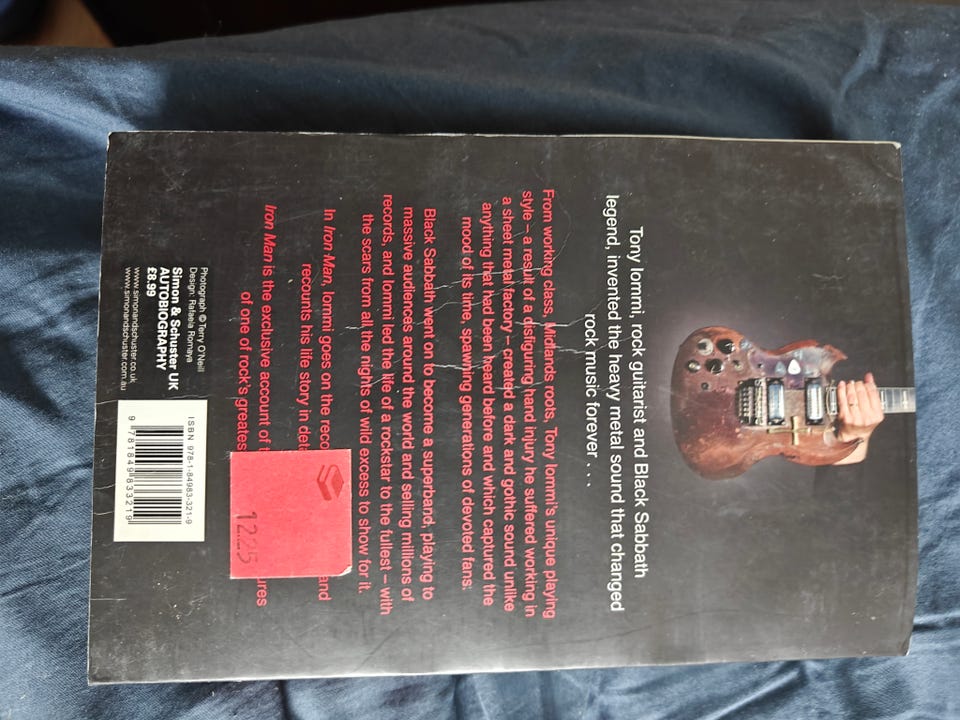 Tony Iommi, rock guitarist and Black Sabbath
legend, invented the heavy metal sound that changed
rock music forever . . .
From working class, Midlands roots, Tony Iommi's unique playing
style – a result of a disfiguring hand injury he suffered working in
a sheet metal factory – created a dark and gothic sound unlike
anything that had been heard before and which captured the
mood of its time, spawning generations of devoted fans.
Black Sabbath went on to become a superband, playing to
massive audiences around the world and selling millions of
records, and Iommi led the life of a rockstar to the fullest – with
the scars from all the nights of wild excess to show for it.
In Iron Man, Iommi goes on the reco and
recounts his life story in deta
Iron Man is the exclusive account of t ures
of one of rock's greates
12.25
Photograph © Terry O'Neill
Design: Rafaela Romaya
Simon & Schuster UK
AUTOBIOGRAPHY
£8.99
www.simonandschuster.co.uk
www.simonandschuster.com.au
ISBN 978-1-84983-321-9
9 781849 833219